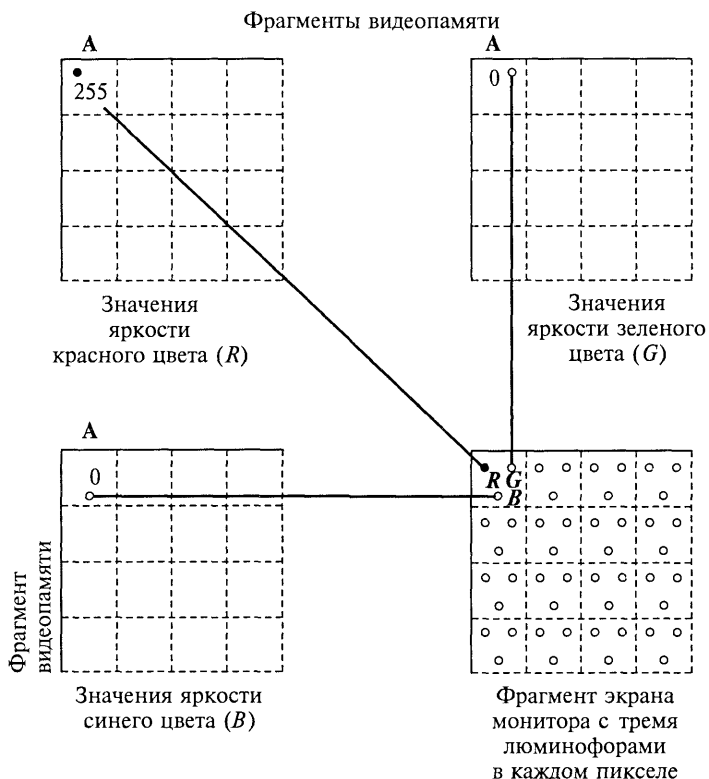 Фрагменты видеопамяти
А
255
Значения
яркости
красного цвета (R)
А
0
Значения
яркости зеленого
цвета (G)
А
0
Фрагмент
видеопамяти
Значения яркости
синего цвета (B)
R G
B
Фрагмент экрана
монитора с тремя
люминофорами
в каждом пикселе